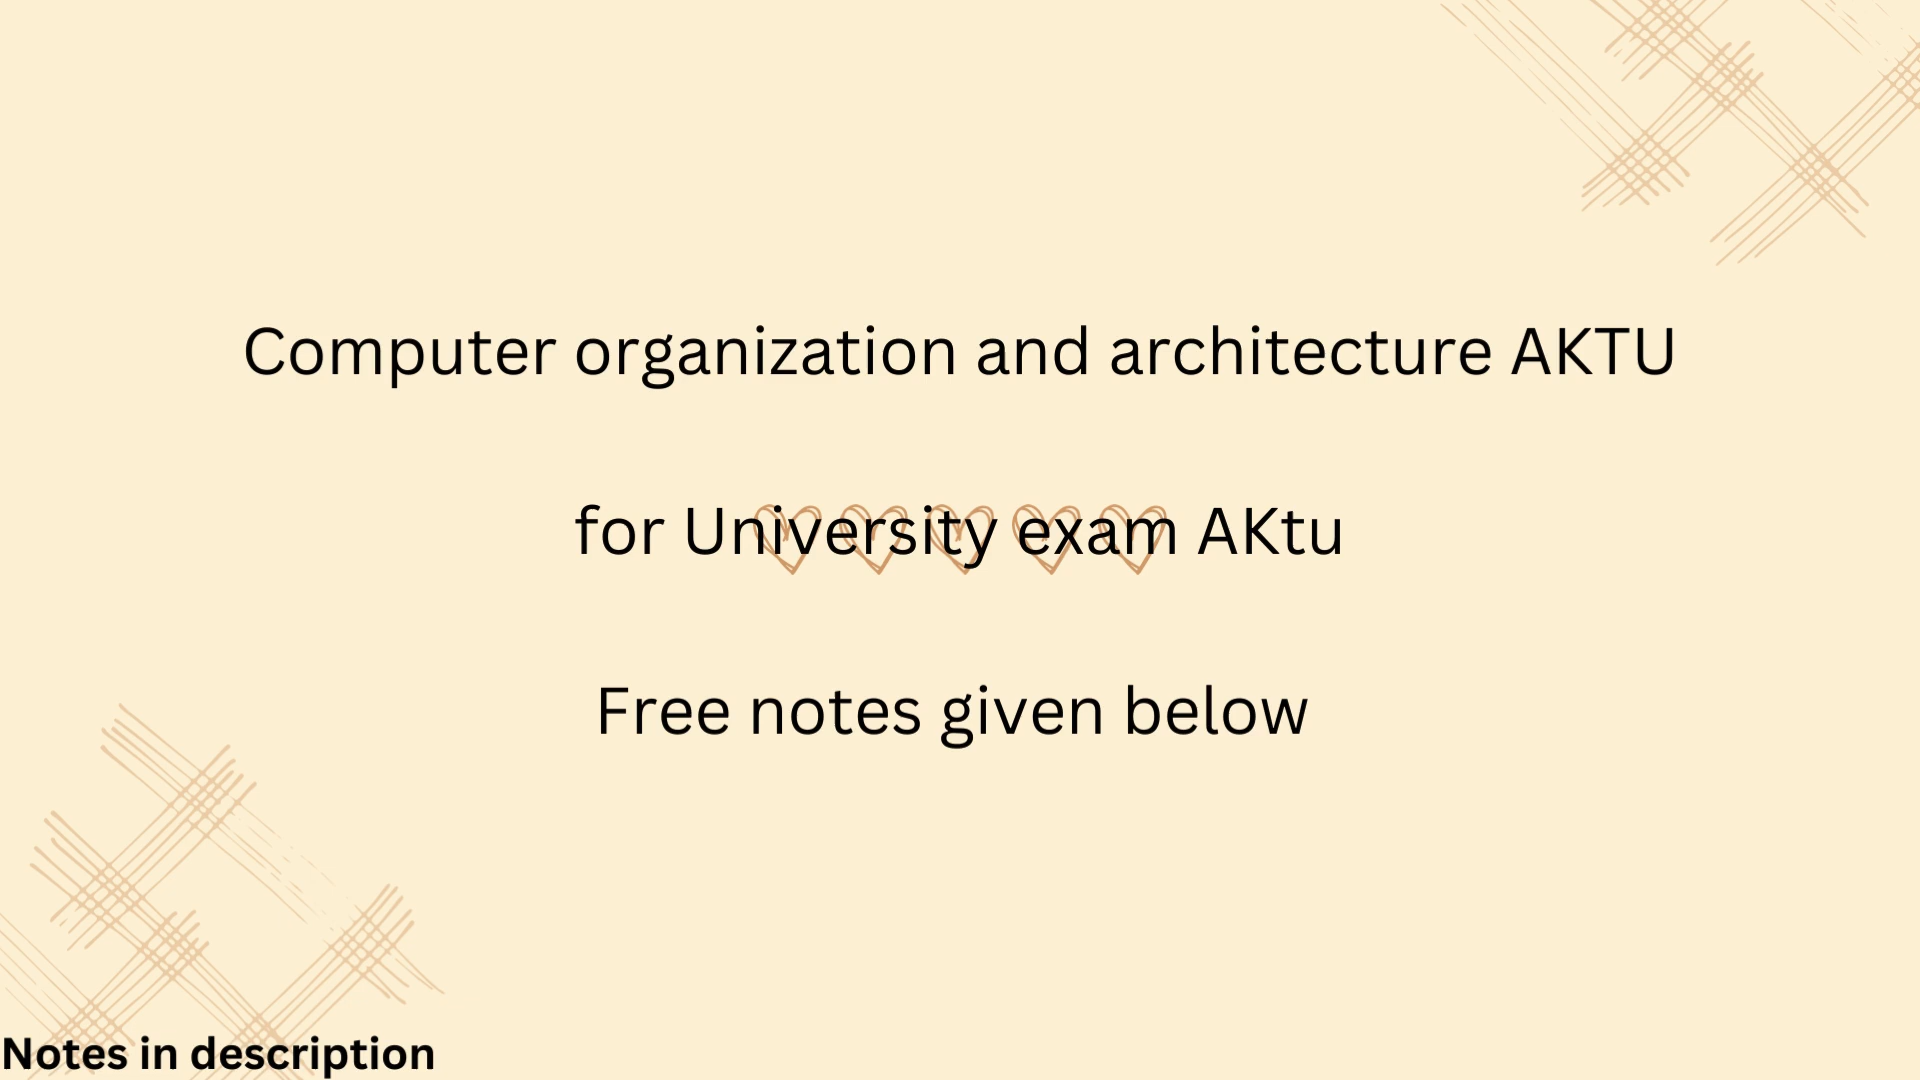 Computer organization and architecture AKTU
for University exam AKtu
Free notes given below
Notes in description